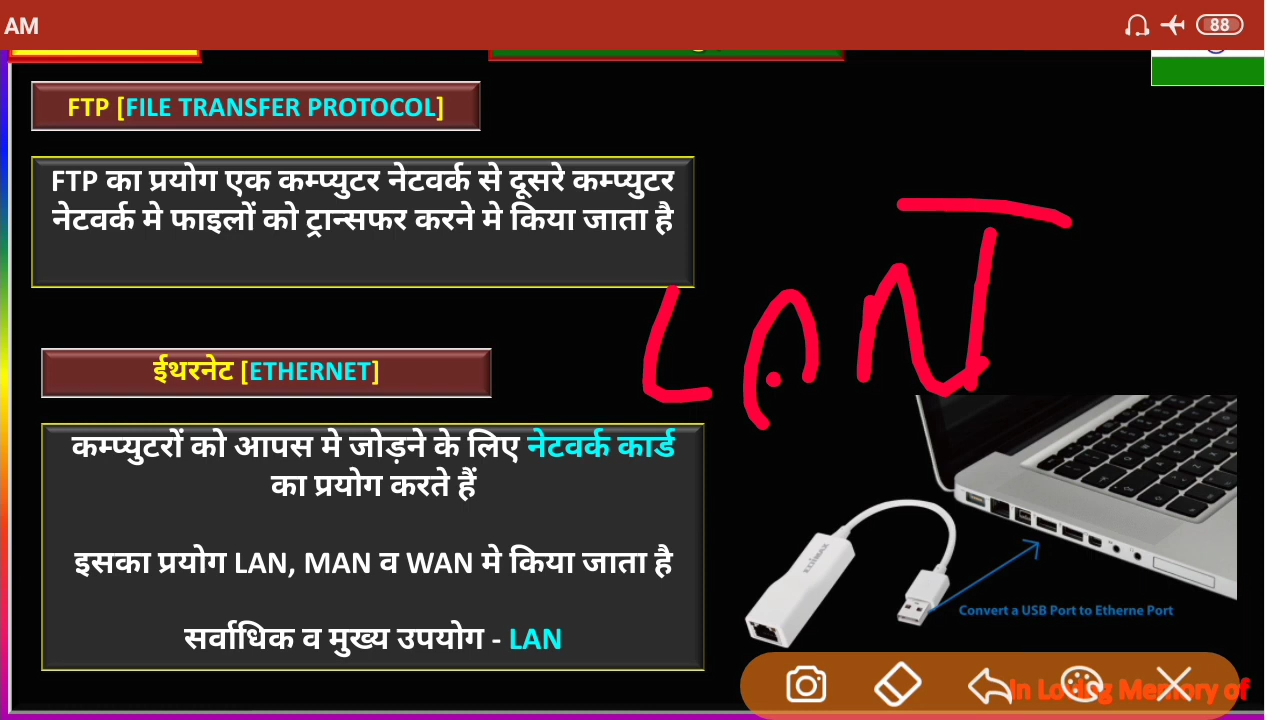 AM
88
FTP [FILE TRANSFER PROTOCOL]
FTP का प्रयोग एक कम्प्युटर नेटवर्क से दूसरे कम्प्युटर
नेटवर्क मे फाइलों को ट्रान्सफर करने मे किया जाता है
LAN
ईथरनेट [ETHERNET]
कम्प्युटरों को आपस मे जोड़ने के लिए नेटवर्क कार्ड
का प्रयोग करते हैं
इसका प्रयोग LAN, MAN व WAN मे किया जाता है
सर्वाधिक व मुख्य उपयोग - LAN
EDIMAX
Convert a USB Port to Etherne Port
In Loving Memory of